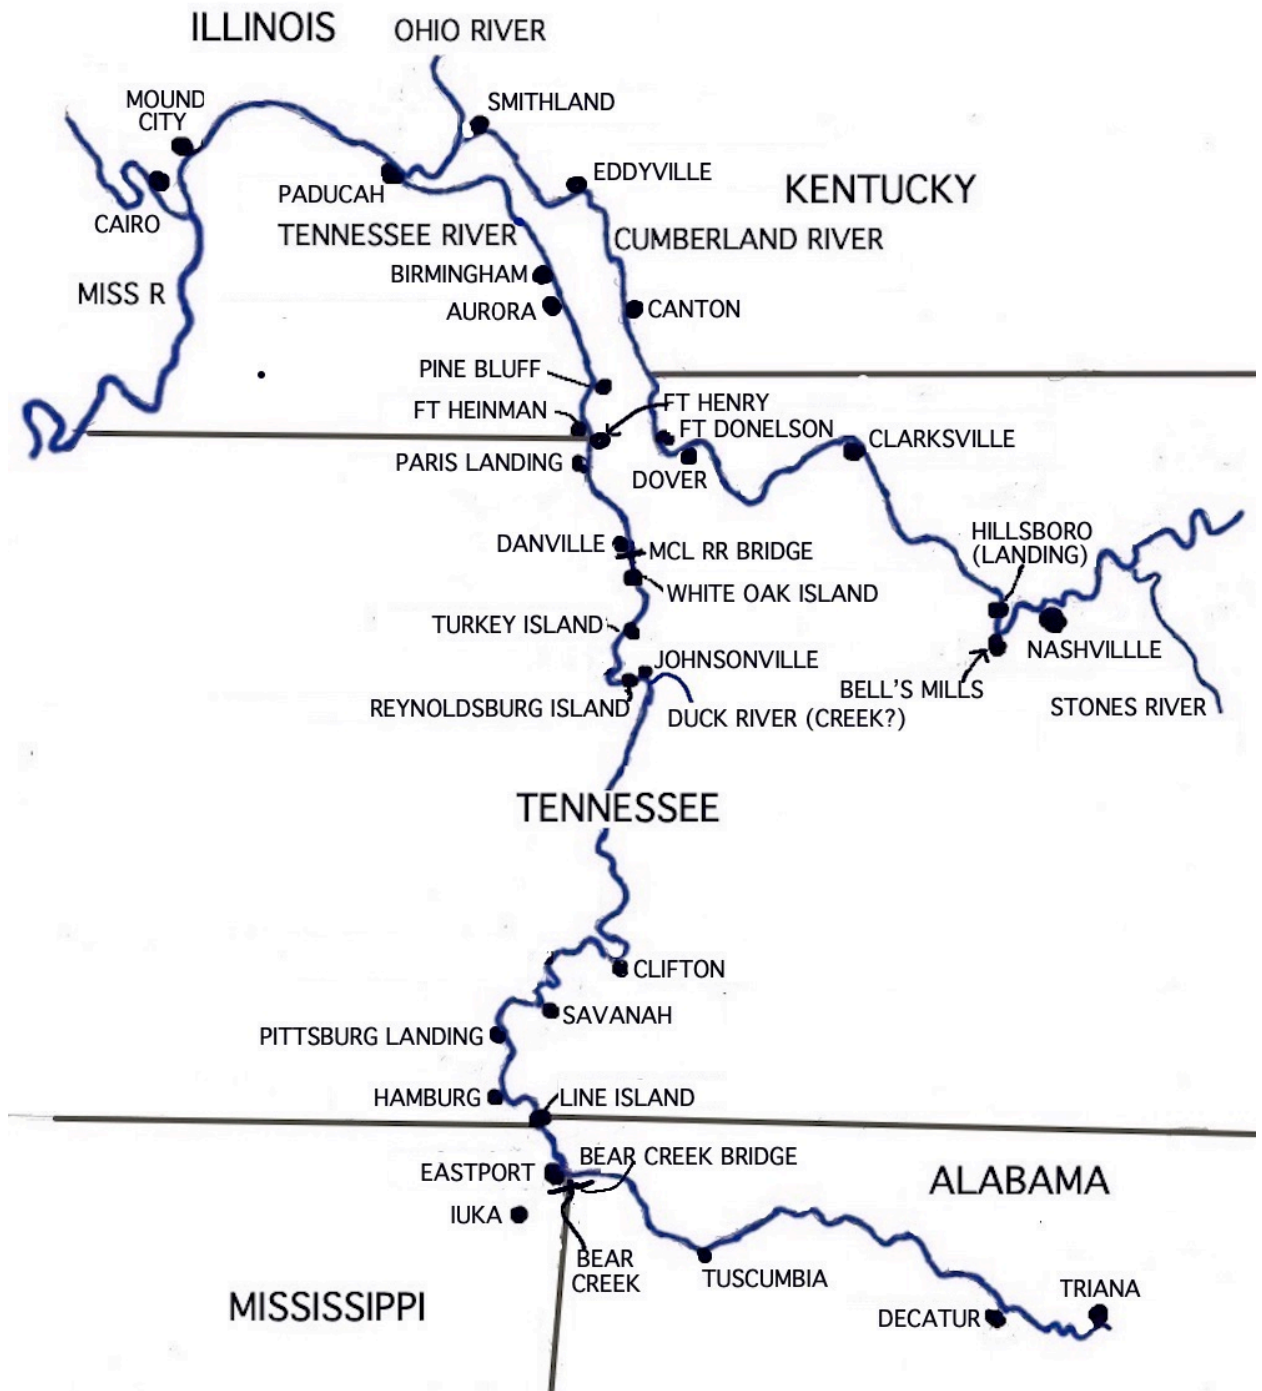 ILLINOIS
OHIO RIVER
MOUND
CITY
SMITHLAND
EDDYVILLE
KENTUCKY
PADUCAH
CAIRO
TENNESSEE RIVER
CUMBERLAND RIVER
BIRMINGHAM
MISS R
AURORA
CANTON
PINE BLUFF
FT HENRY
FT HEINMAN
FT DONELSON
CLARKSVILLE
PARIS LANDING
DOVER
HILLSBORO
(LANDING)
DANVILLE
MCL RR BRIDGE
WHITE OAK ISLAND
TURKEY ISLAND
NASHVILLLE
JOHNSONVILLE
BELL'S MILLS
REYNOLDSBURG ISLAND
DUCK RIVER (CREEK?)
STONES RIVER
TENNESSEE
CLIFTON
SAVANAH
PITTSBURG LANDING
HAMBURG
LINE ISLAND
BEAR CREEK BRIDGE
EASTPORT
ALABAMA
IUKA
BEAR
CREEK
TUSCUMBIA
TRIANA
MISSISSIPPI
DECATUR